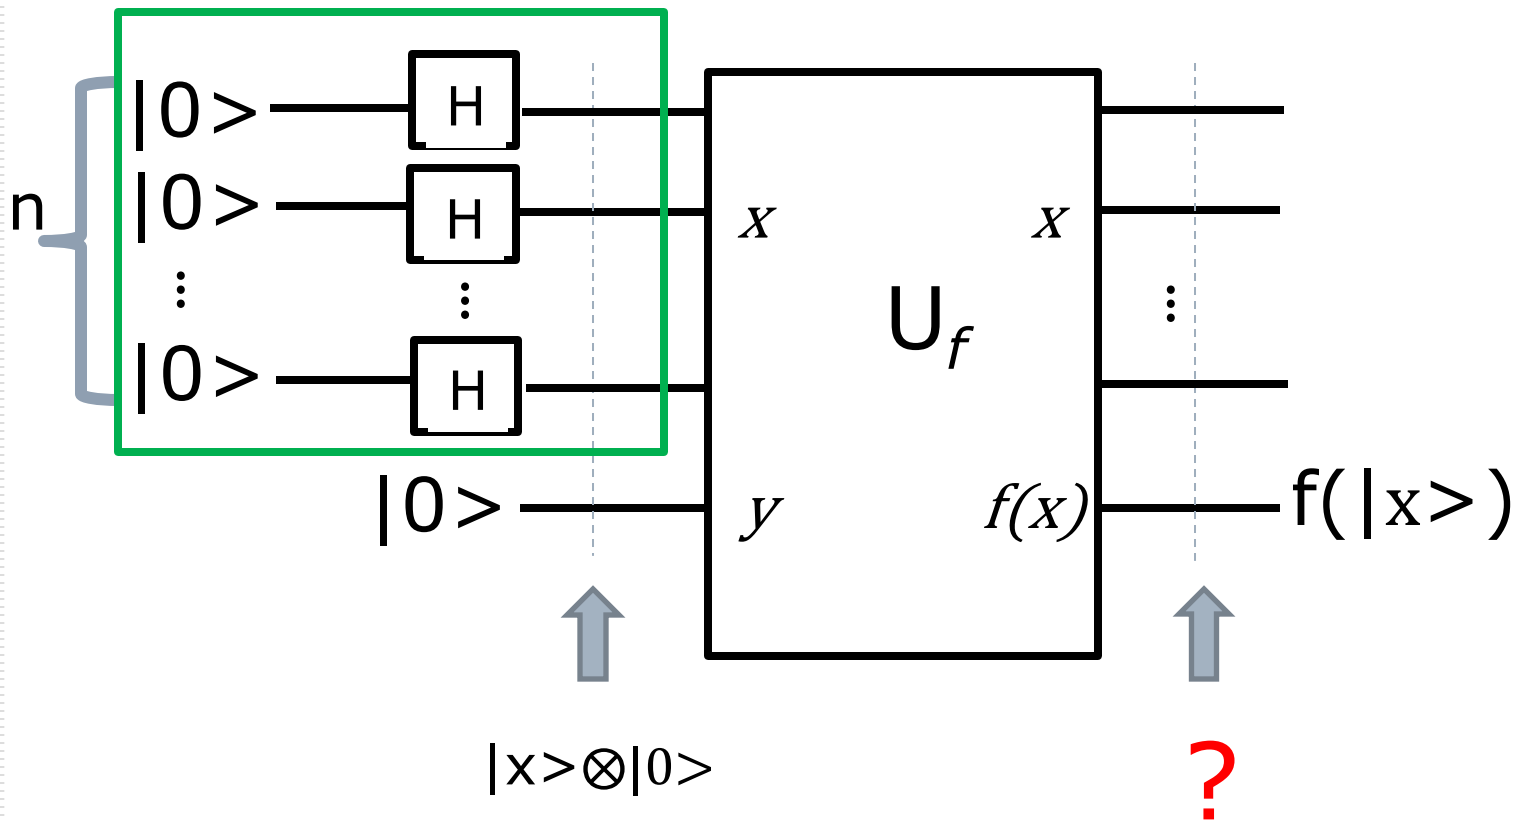 |0> H
n
|0> H
x x
⋮ ⋮ ⋮
U_f
|0> H
|0> y f(x) f(|x>)
|x>⊗|0> ?